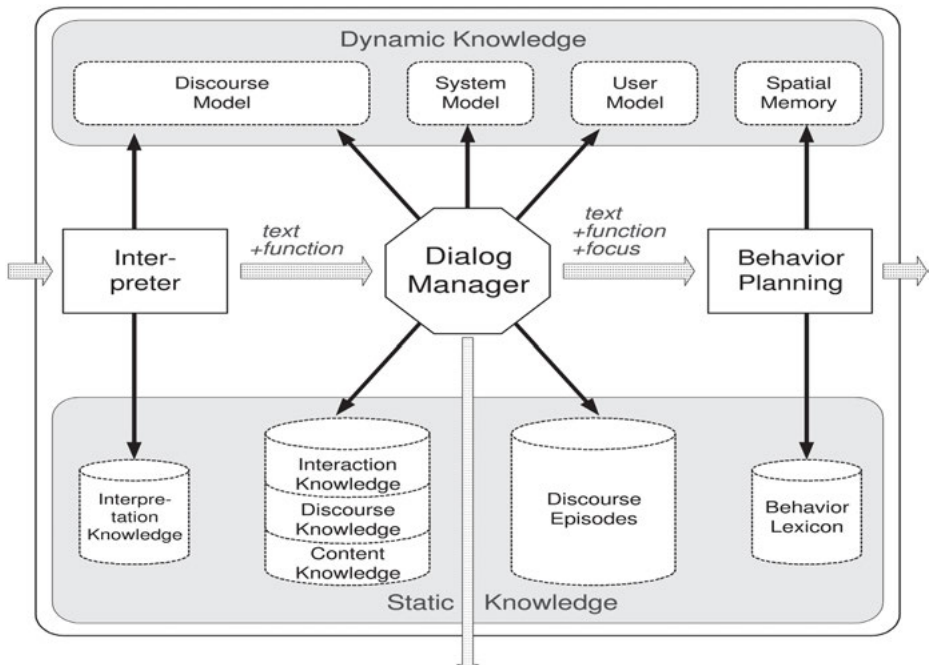 Dynamic Knowledge
Discourse
Model
System
Model
User
Model
Spatial
Memory
Inter-
preter
text
+function
Dialog
Manager
text
+function
+focus
Behavior
Planning
Interpre-
tation
Knowledge
Interaction
Knowledge
Discourse
Knowledge
Content
Knowledge
Discourse
Episodes
Behavior
Lexicon
Static Knowledge